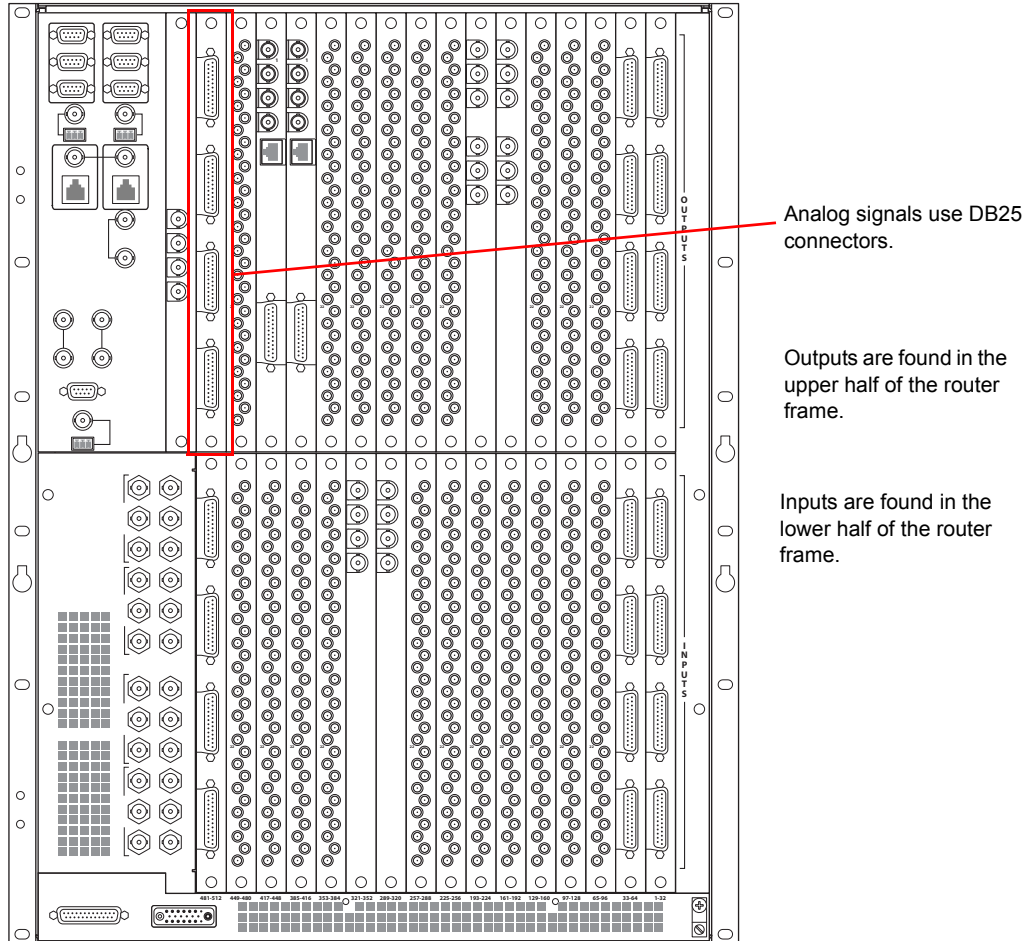 OUTPUTS
Analog signals use DB25
connectors.
Outputs are found in the
upper half of the router
frame.
Inputs are found in the
lower half of the router
frame.
INPUTS
481-512 449-480 417-448 385-416 353-384 321-352 289-320 257-288 225-256 193-224 161-192 129-160 97-128 65-96 33-64 1-32